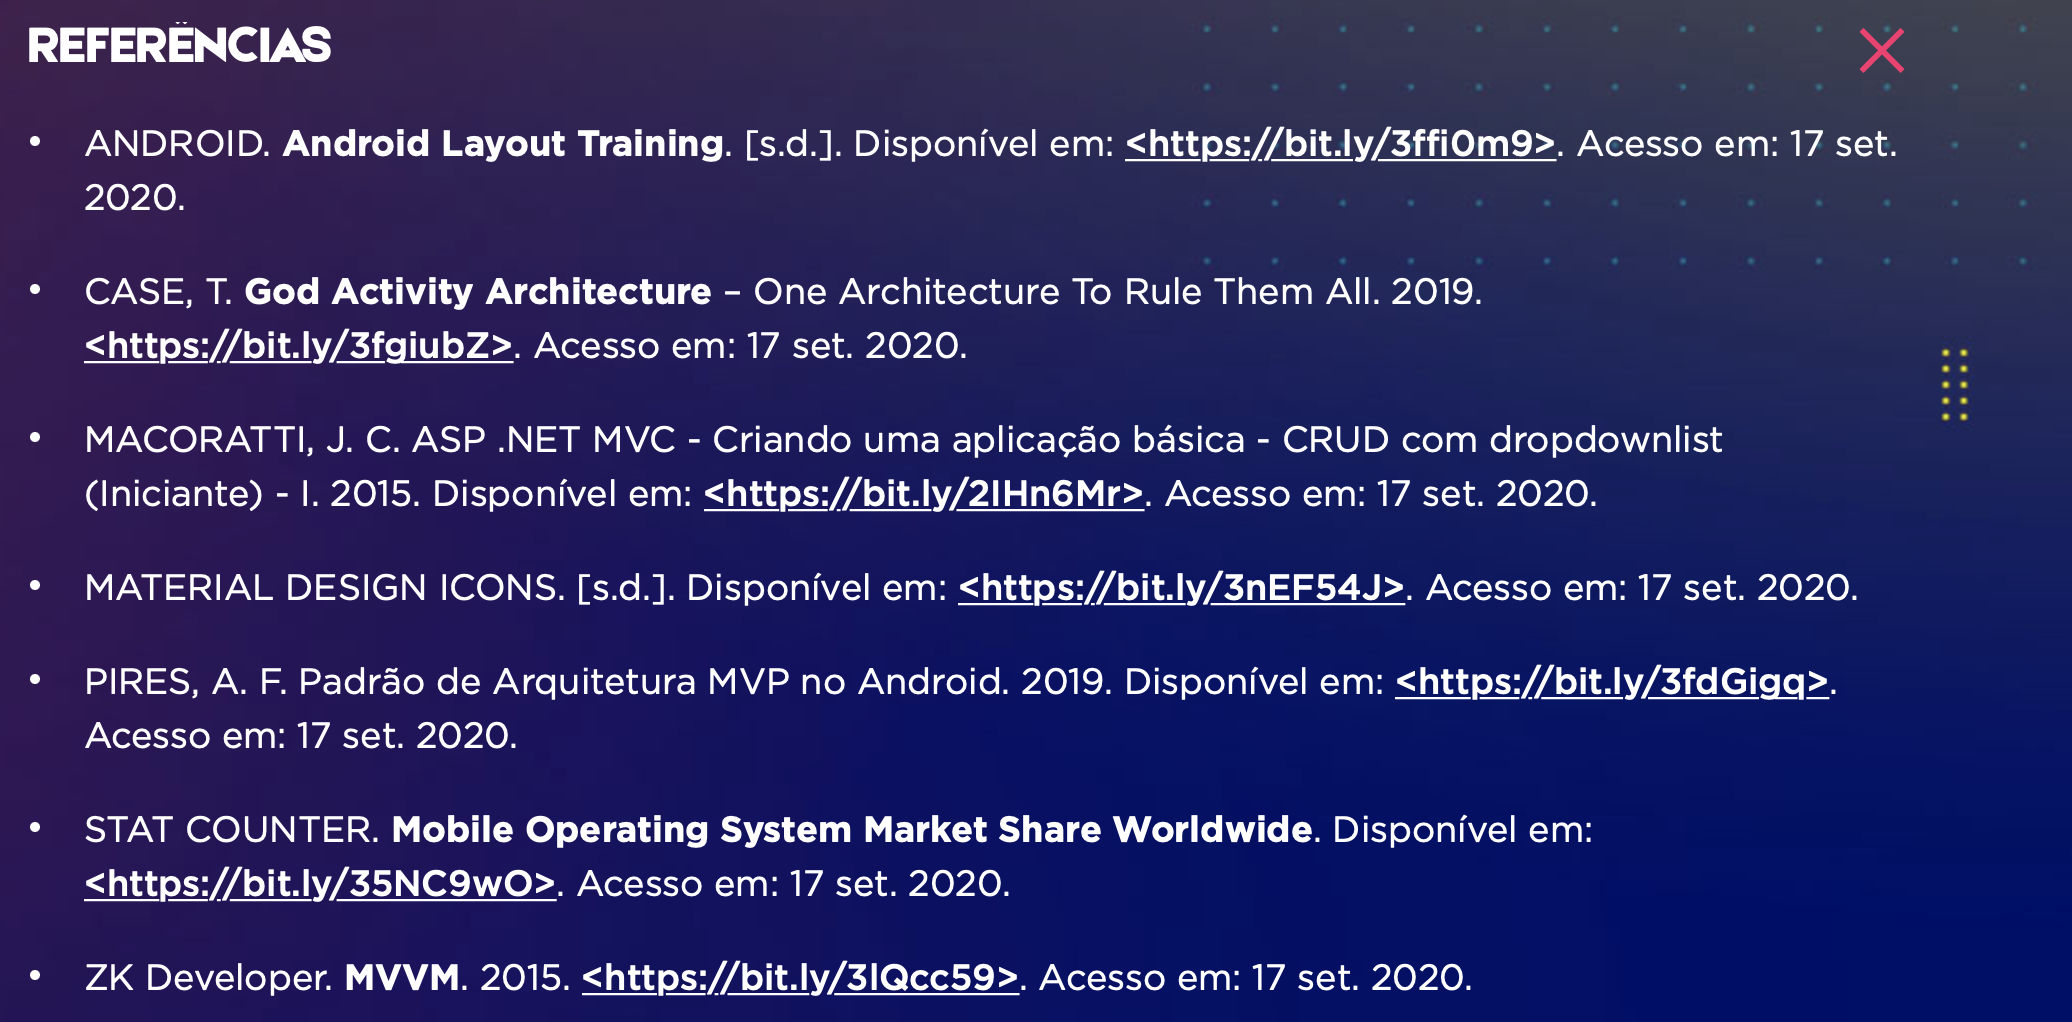 REFERÊNCIAS
• ANDROID. Android Layout Training. [s.d.]. Disponível em: <https://bit.ly/3ffi0m9>. Acesso em: 17 set.
2020.
• CASE, T. God Activity Architecture – One Architecture To Rule Them All. 2019.
<https://bit.ly/3fgiubZ>. Acesso em: 17 set. 2020.
• MACORATTI, J. C. ASP .NET MVC - Criando uma aplicação básica - CRUD com dropdownlist
(Iniciante) - I. 2015. Disponível em: <https://bit.ly/2IHn6Mr>. Acesso em: 17 set. 2020.
• MATERIAL DESIGN ICONS. [s.d.]. Disponível em: <https://bit.ly/3nEF54J>. Acesso em: 17 set. 2020.
• PIRES, A. F. Padrão de Arquitetura MVP no Android. 2019. Disponível em: <https://bit.ly/3fdGigq>.
Acesso em: 17 set. 2020.
• STAT COUNTER. Mobile Operating System Market Share Worldwide. Disponível em:
<https://bit.ly/35NC9wO>. Acesso em: 17 set. 2020.
• ZK Developer. MVVM. 2015. <https://bit.ly/3lQcc59>. Acesso em: 17 set. 2020.